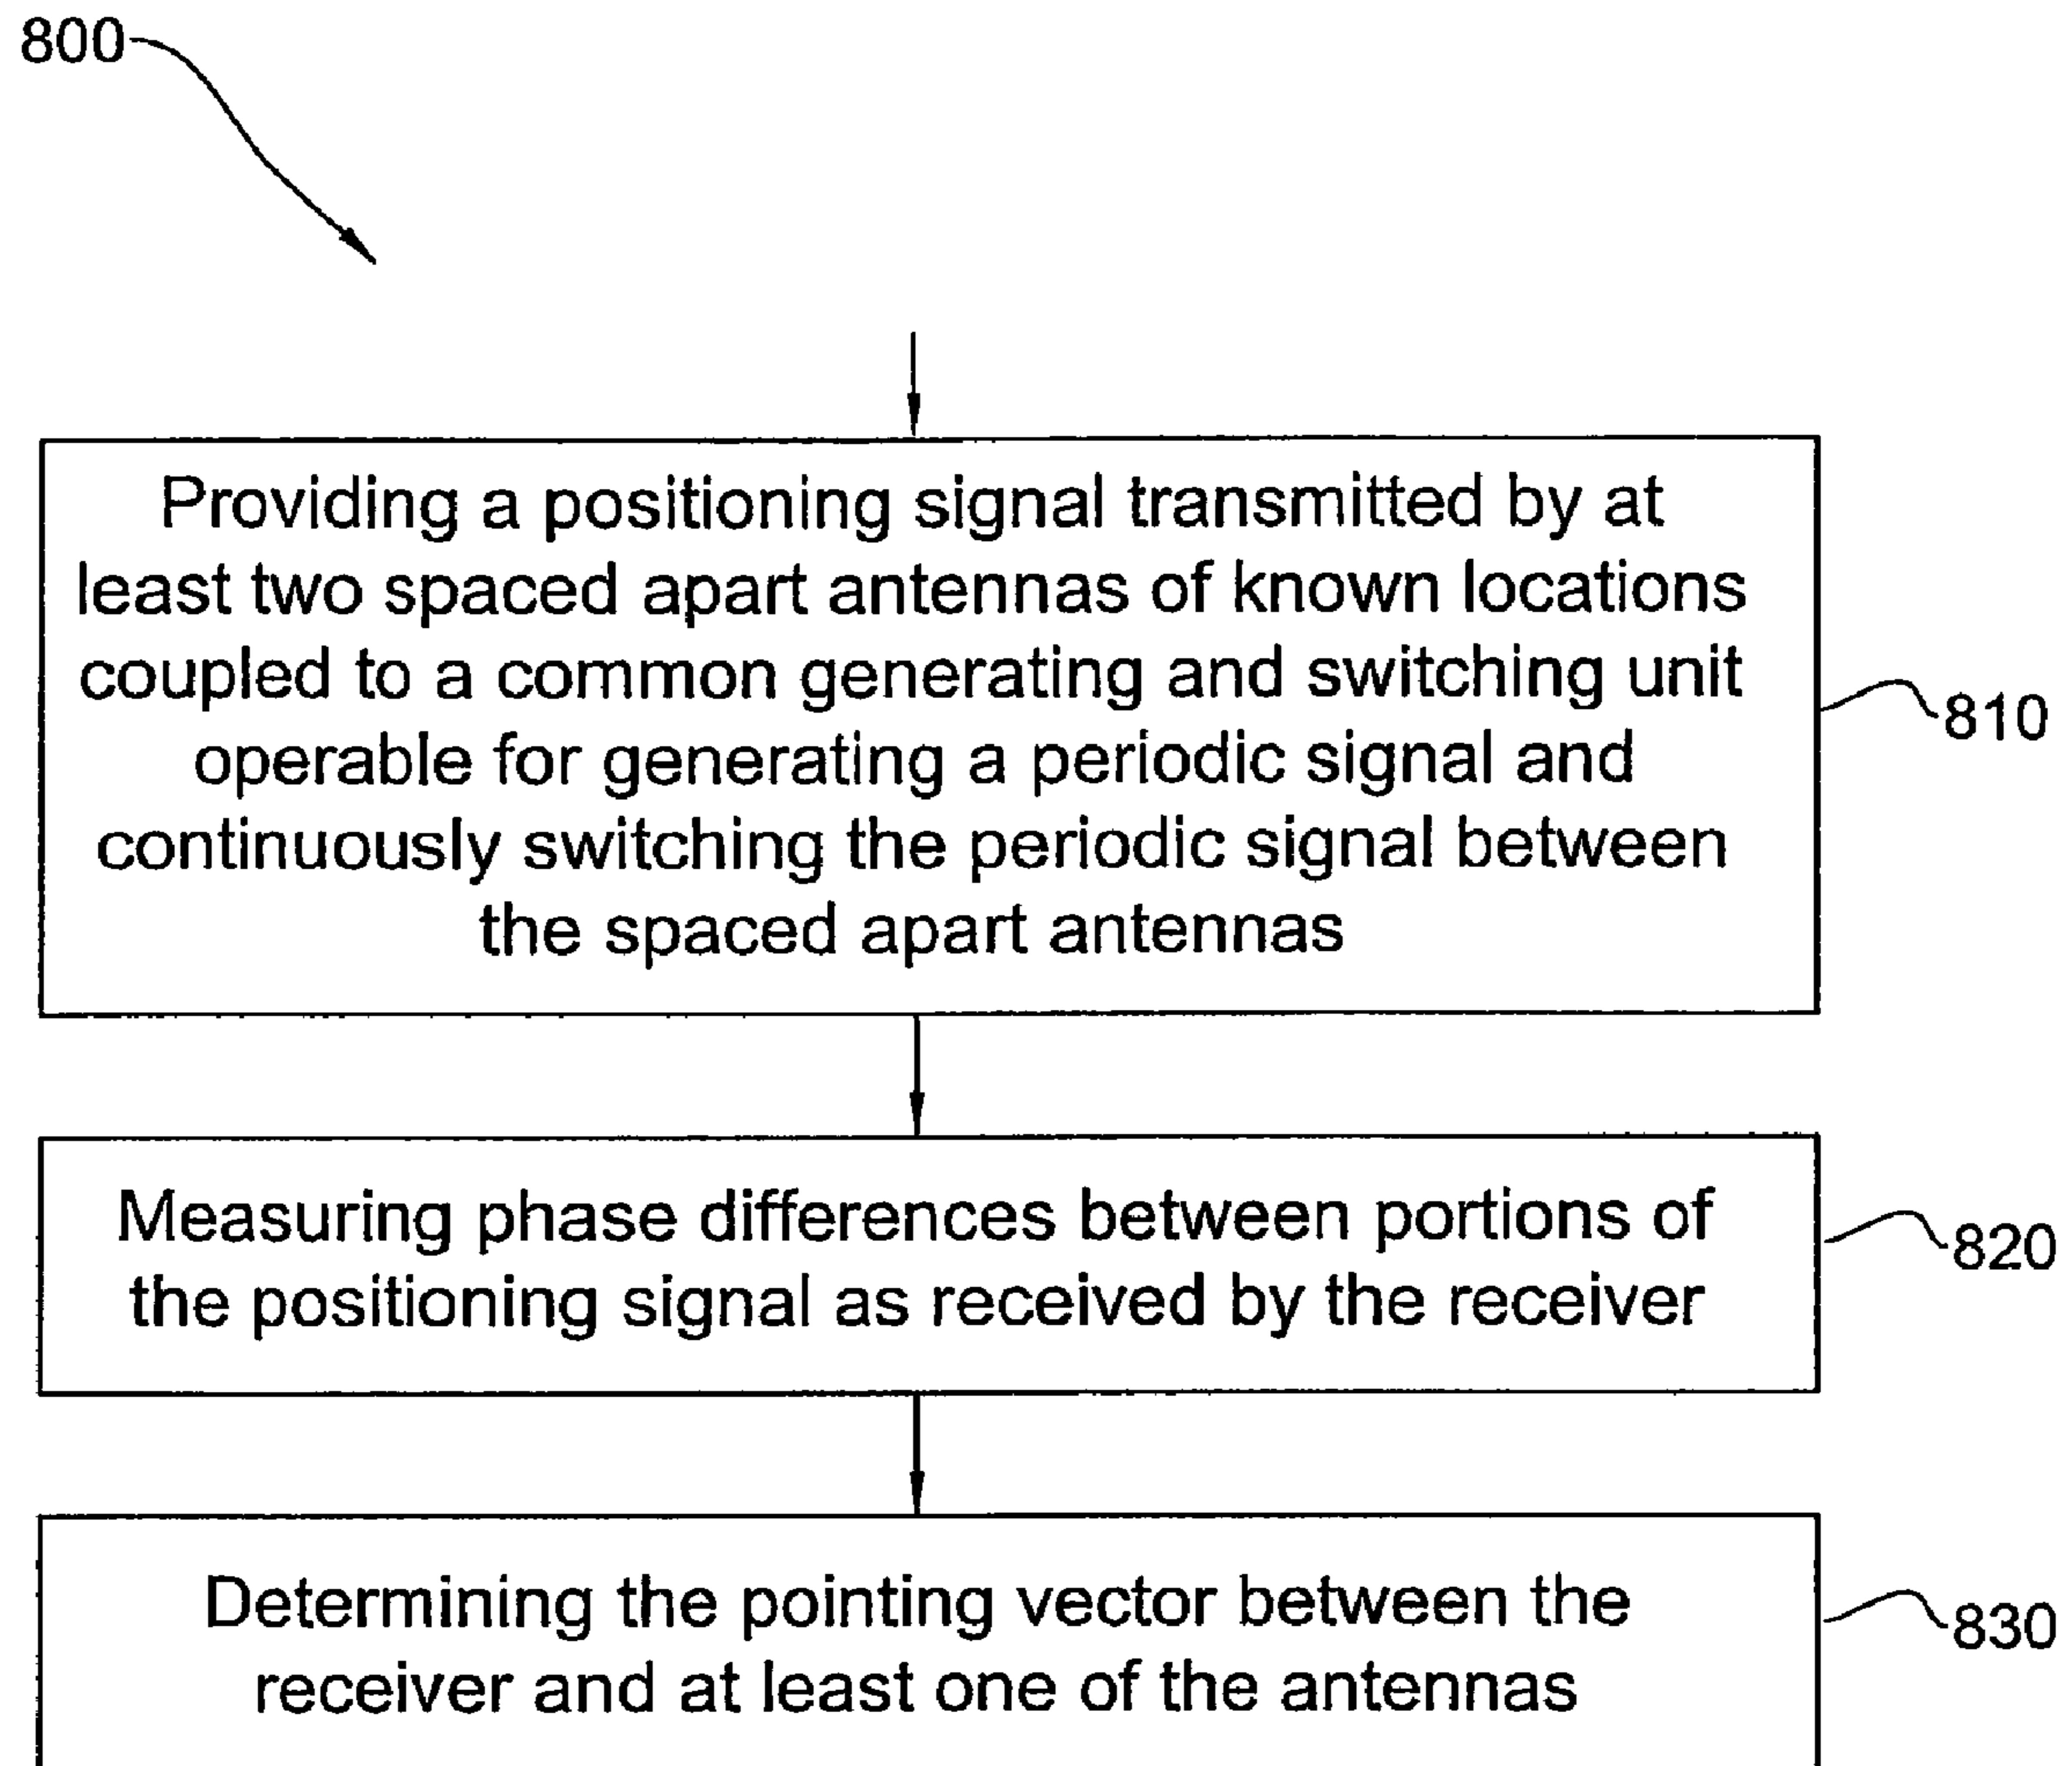 800
Providing a positioning signal transmitted by at
least two spaced apart antennas of known locations
coupled to a common generating and switching unit
operable for generating a periodic signal and
continuously switching the periodic signal between
the spaced apart antennas
810
Measuring phase differences between portions of
the positioning signal as received by the receiver
820
Determining the pointing vector between the
receiver and at least one of the antennas
830